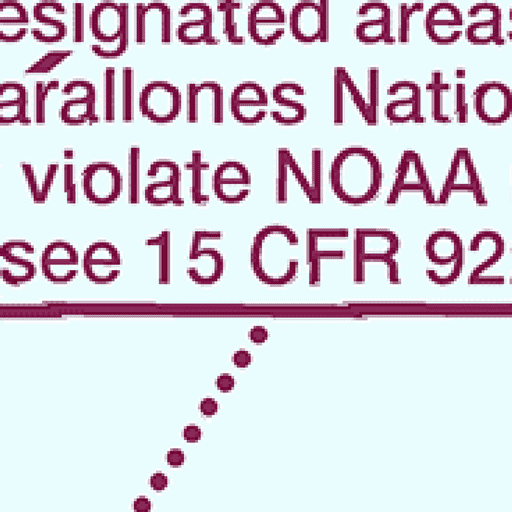 esignated areas
arallones Natio
violate NOAA
see 15 CFR 92